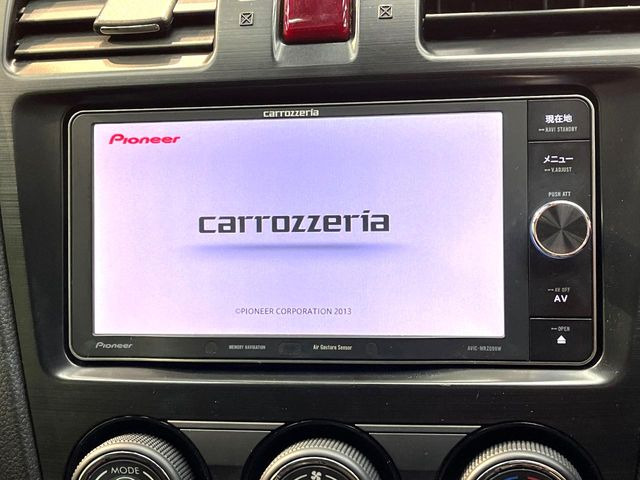 carrozzeria
Pioneer
carrozzeria
©PIONEER CORPORATION 2013
Pioneer
MEMORY NAVIGATION
Air Gesture Sensor
AVIC-MRZ099W
現在地
NAVI STANDBY
メニュー
V.ADJUST
PUSH ATT
AV OFF
AV
OPEN
MODE